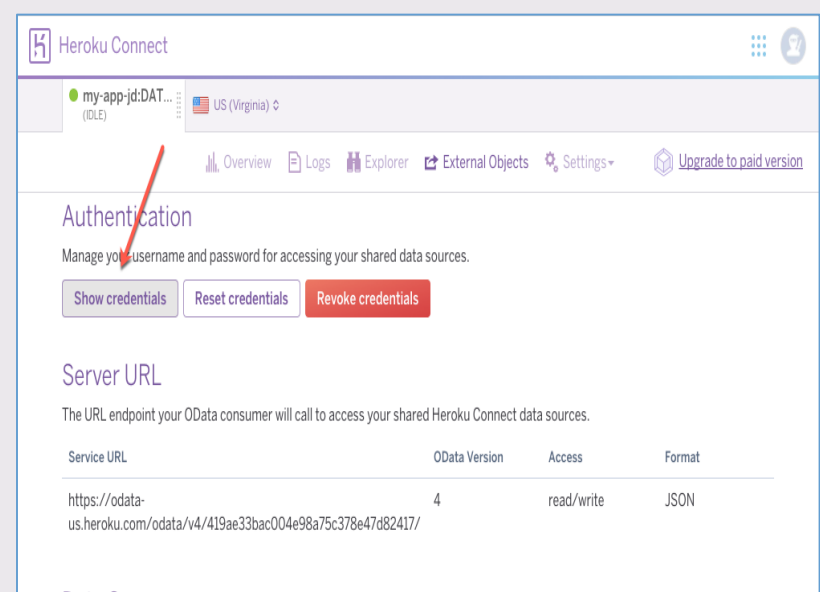 Heroku Connect
my-app-jd:DAT...
(IDLE)
US (Virginia)
Overview Logs Explorer External Objects Settings Upgrade to paid version
Authentication
Manage your username and password for accessing your shared data sources.
Show credentials Reset credentials Revoke credentials
Server URL
The URL endpoint your OData consumer will call to access your shared Heroku Connect data sources.
Service URL OData Version Access Format
https://odata- 4 read/write JSON
us.heroku.com/odata/v4/419ae33bac004e98a75c378e47d82417/